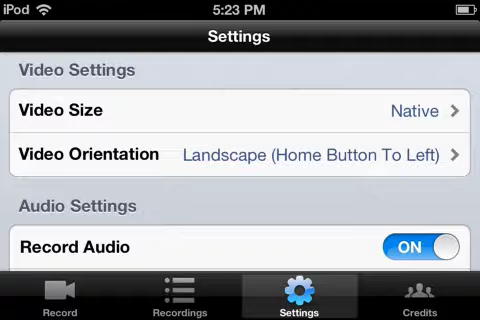 iPod 5:23 PM
Settings
Video Settings
Video Size Native
Video Orientation Landscape (Home Button To Left)
Audio Settings
Record Audio ON
Record Recordings Settings Credits